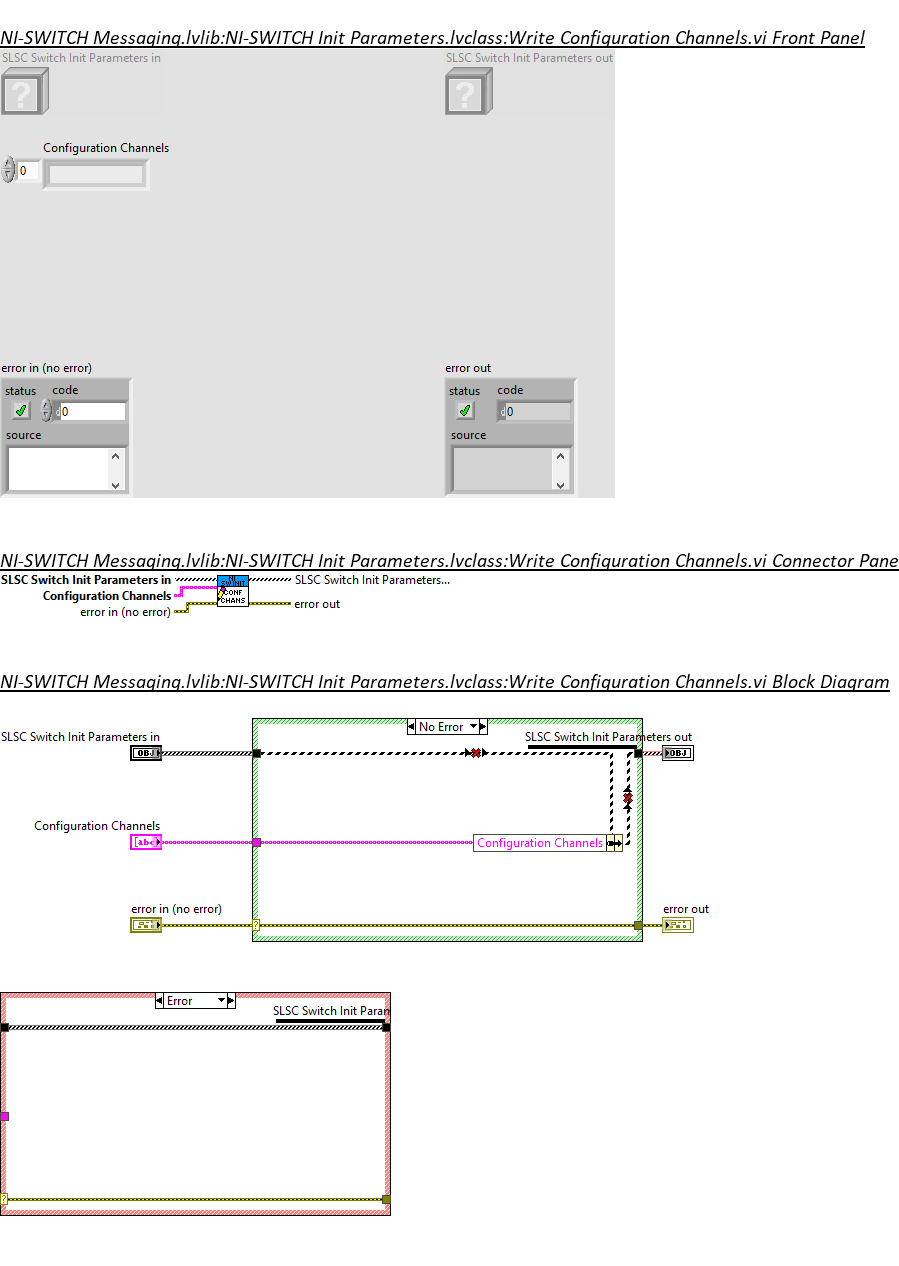 NI-SWITCH Messaging.lvlib:NI-SWITCH Init Parameters.lvclass:Write Configuration Channels.vi Front Panel
SLSC Switch Init Parameters in
SLSC Switch Init Parameters out
?
?
Configuration Channels
0
error in (no error)
error out
status code
status code
d 0
d 0
source
source
NI-SWITCH Messaging.lvlib:NI-SWITCH Init Parameters.lvclass:Write Configuration Channels.vi Connector Pane
SLSC Switch Init Parameters in
NI
SWINIT
SLSC Switch Init Parameters...
Configuration Channels
CONF
CHANS
error in (no error)
error out
NI-SWITCH Messaging.lvlib:NI-SWITCH Init Parameters.lvclass:Write Configuration Channels.vi Block Diagram
No Error
SLSC Switch Init Parameters in
SLSC Switch Init Parameters out
OBJ
OBJ
Configuration Channels
[abc
Configuration Channels
error in (no error)
error out
?
Error
SLSC Switch Init Paran
?